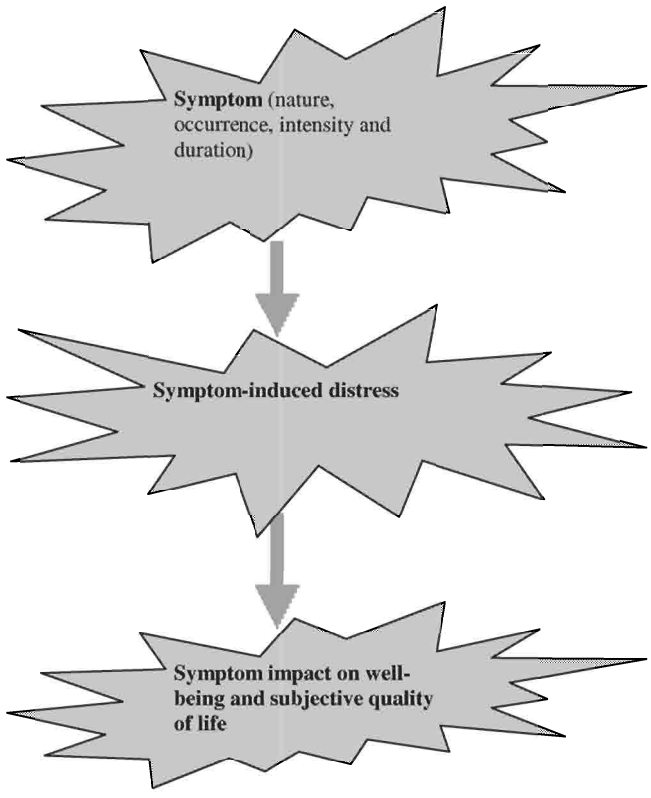 Symptom (nature,
occurrence, intensity and
duration)
Symptom-induced distress
Symptom impact on well-
being and subjective quality
of life